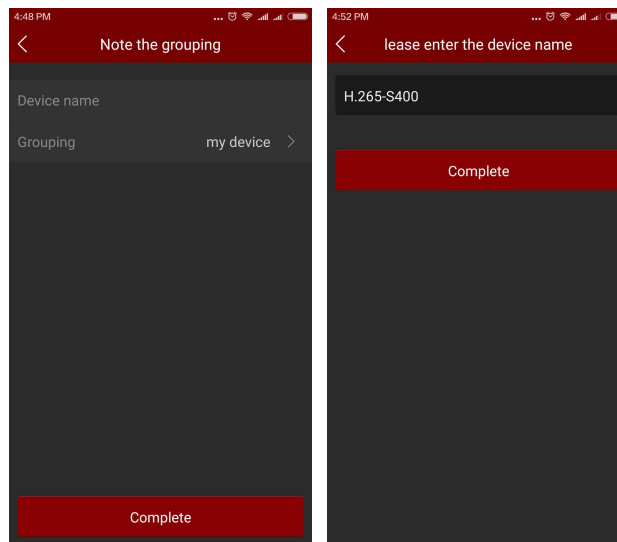 4:48 PM
Note the grouping
Device name
Grouping my device
Complete
4:52 PM
lease enter the device name
H.265-S400
Complete